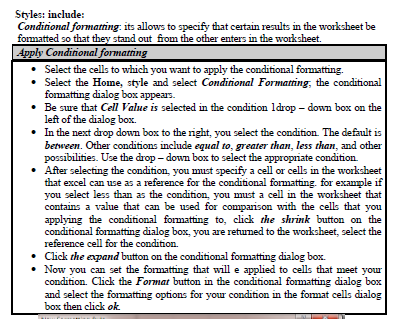 Styles: include:
Conditional formatting: its allows to specify that certain results in the worksheet be
formatted so that they stand out from the other enters in the worksheet.
Apply Conditional formatting
• Select the cells to which you want to apply the conditional formatting.
• Select the Home, style and select Conditional Formatting; the conditional
formatting dialog box appears.
• Be sure that Cell Value is selected in the condition 1drop – down box on the
left of the dialog box.
• In the next drop down box to the right, you select the condition. The default is
between. Other conditions include equal to, greater than, less than, and other
possibilities. Use the drop – down box to select the appropriate condition.
• After selecting the condition, you must specify a cell or cells in the worksheet
that excel can use as a reference for the conditional formatting. for example if
you select less than as the condition, you must a cell in the worksheet that
contains a value that can be used for comparison with the cells that you
applying the conditional formatting to, click the shrink button on the
conditional formatting dialog box, you are returned to the worksheet, select the
reference cell for the condition.
• Click the expand button on the conditional formatting dialog box.
• Now you can set the formatting that will e applied to cells that meet your
condition. Click the Format button in the conditional formatting dialog box
and select the formatting options for your condition in the format cells dialog
box then click ok.